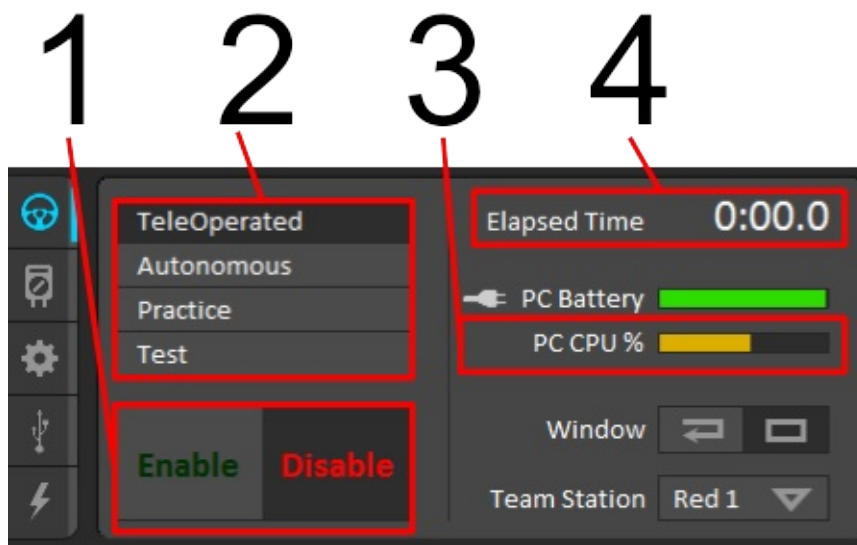 1 2 3 4
TeleOperated
Autonomous
Practice
Test
Enable Disable
Elapsed Time 0:00.0
PC Battery
PC CPU %
Window
Team Station Red 1